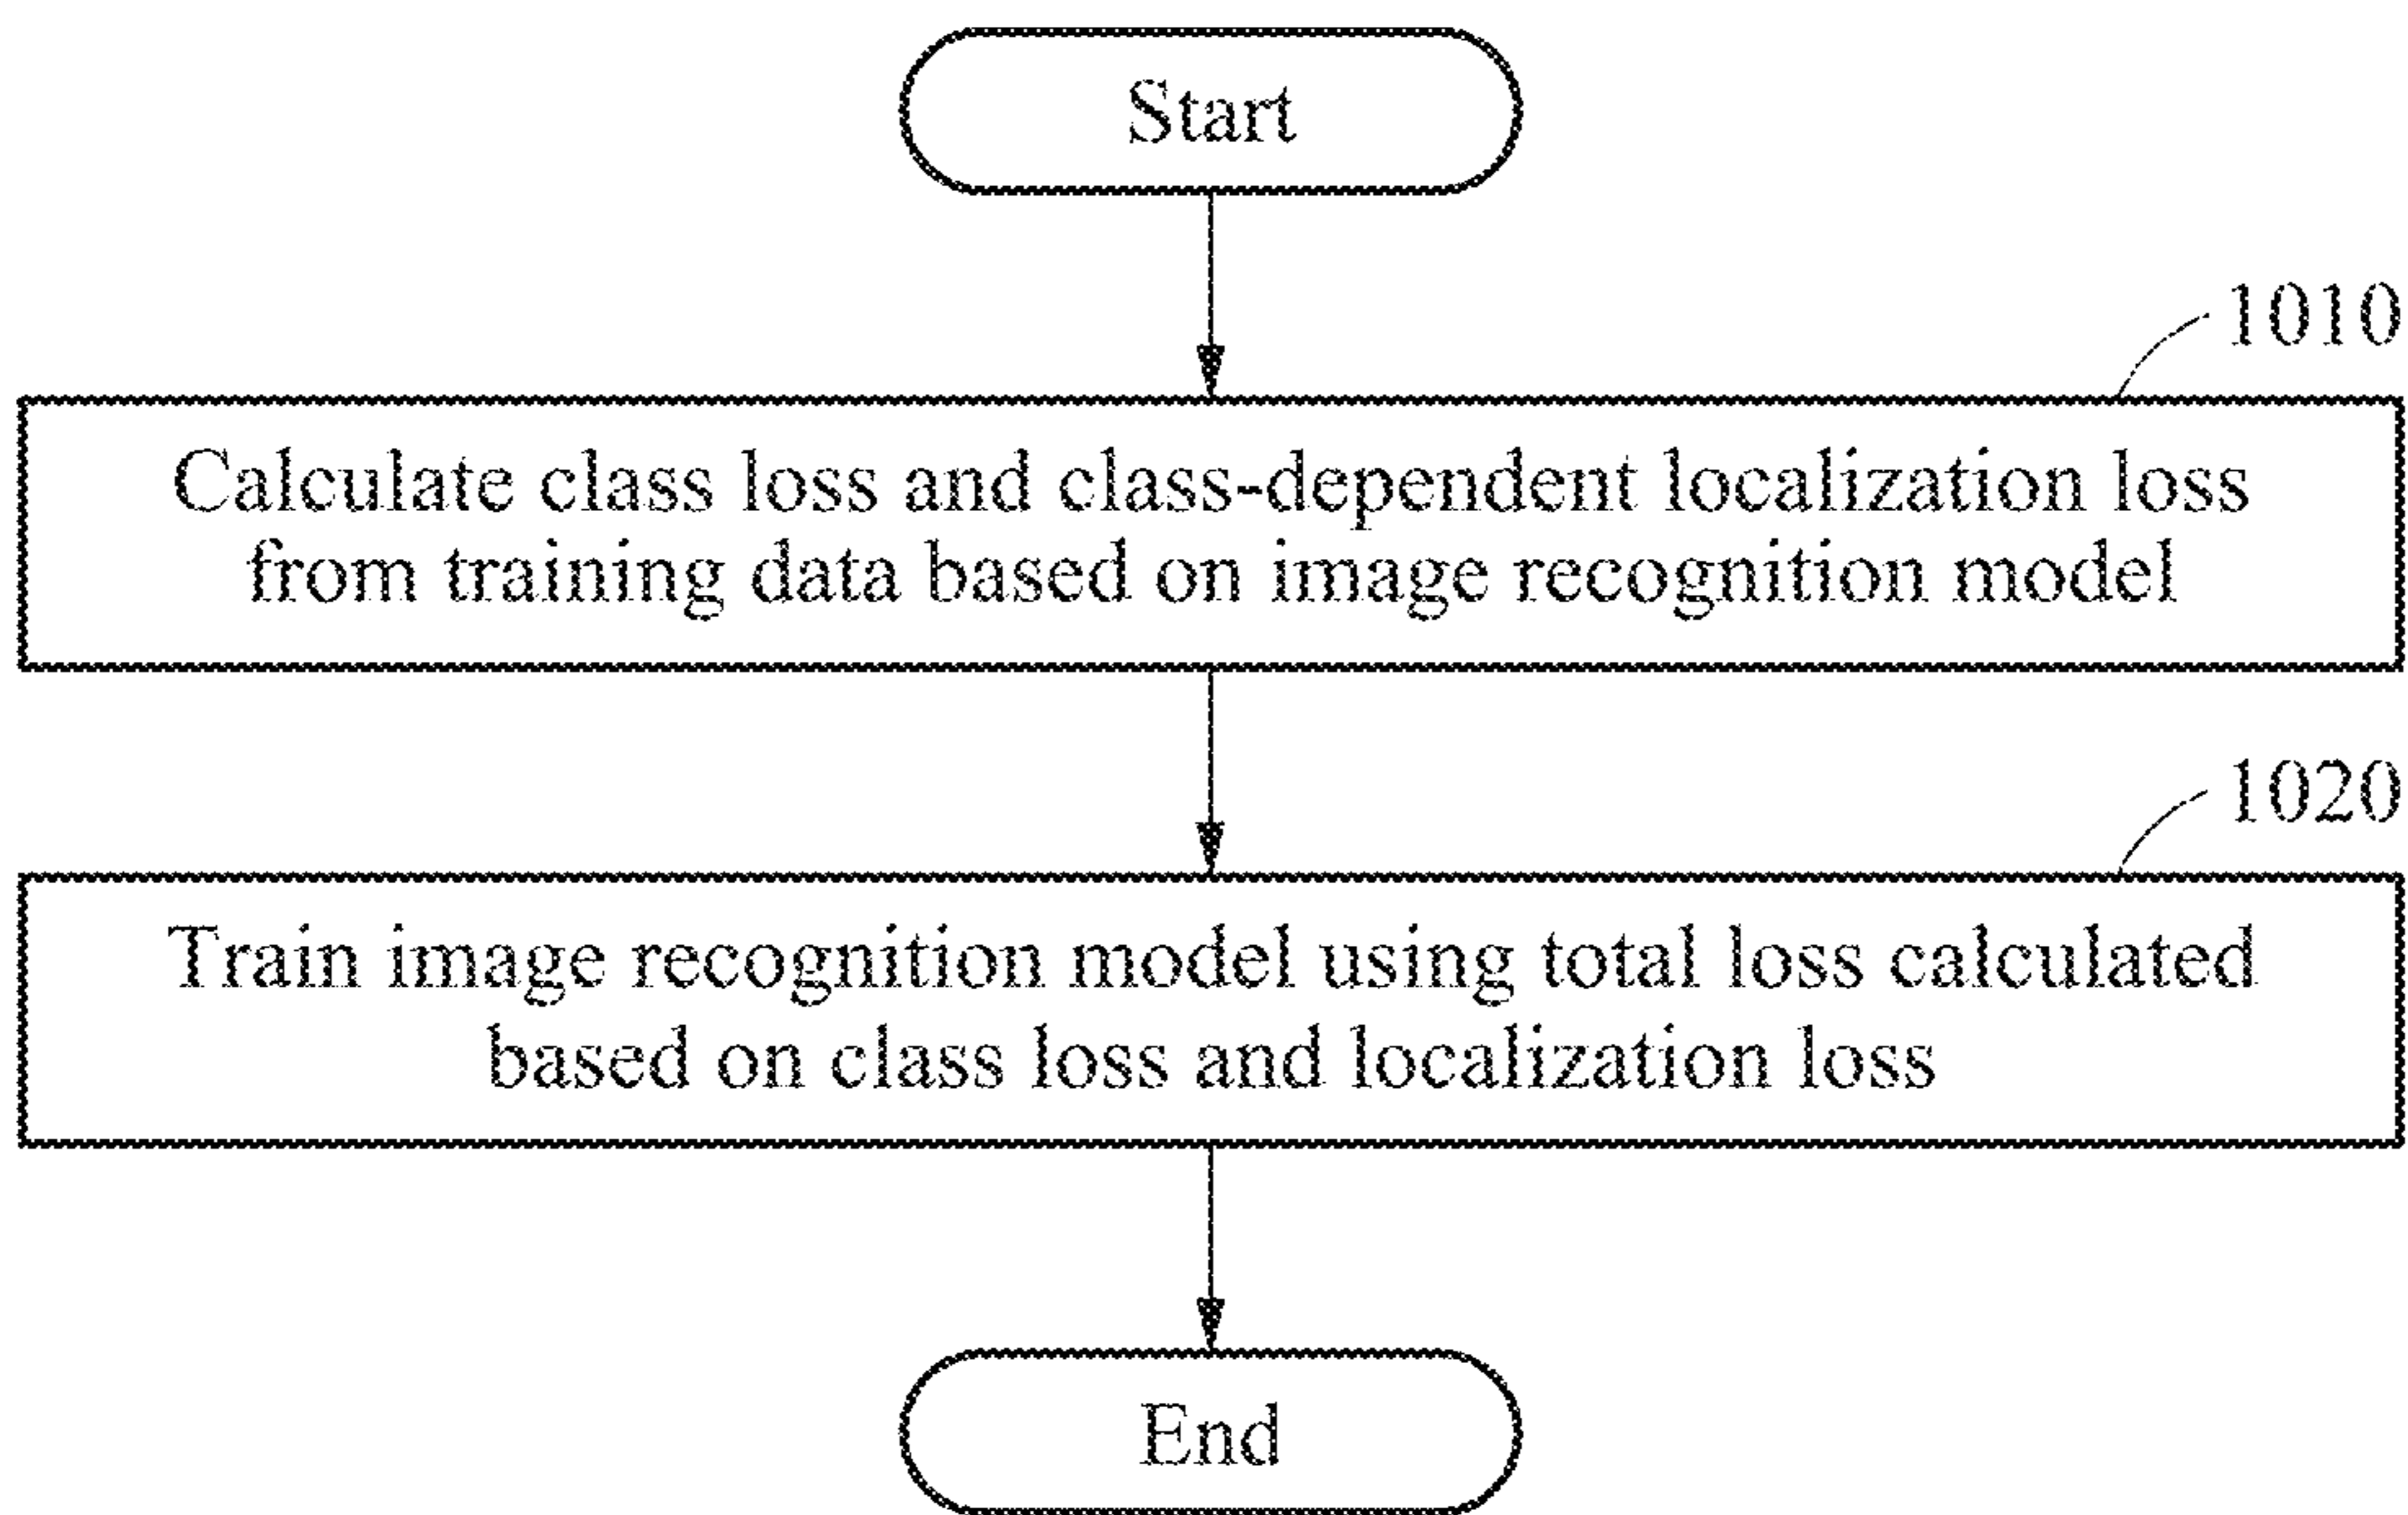 Start
1010
Calculate class loss and class-dependent localization loss
from training data based on image recognition model
1020
Train image recognition model using total loss calculated
based on class loss and localization loss
End